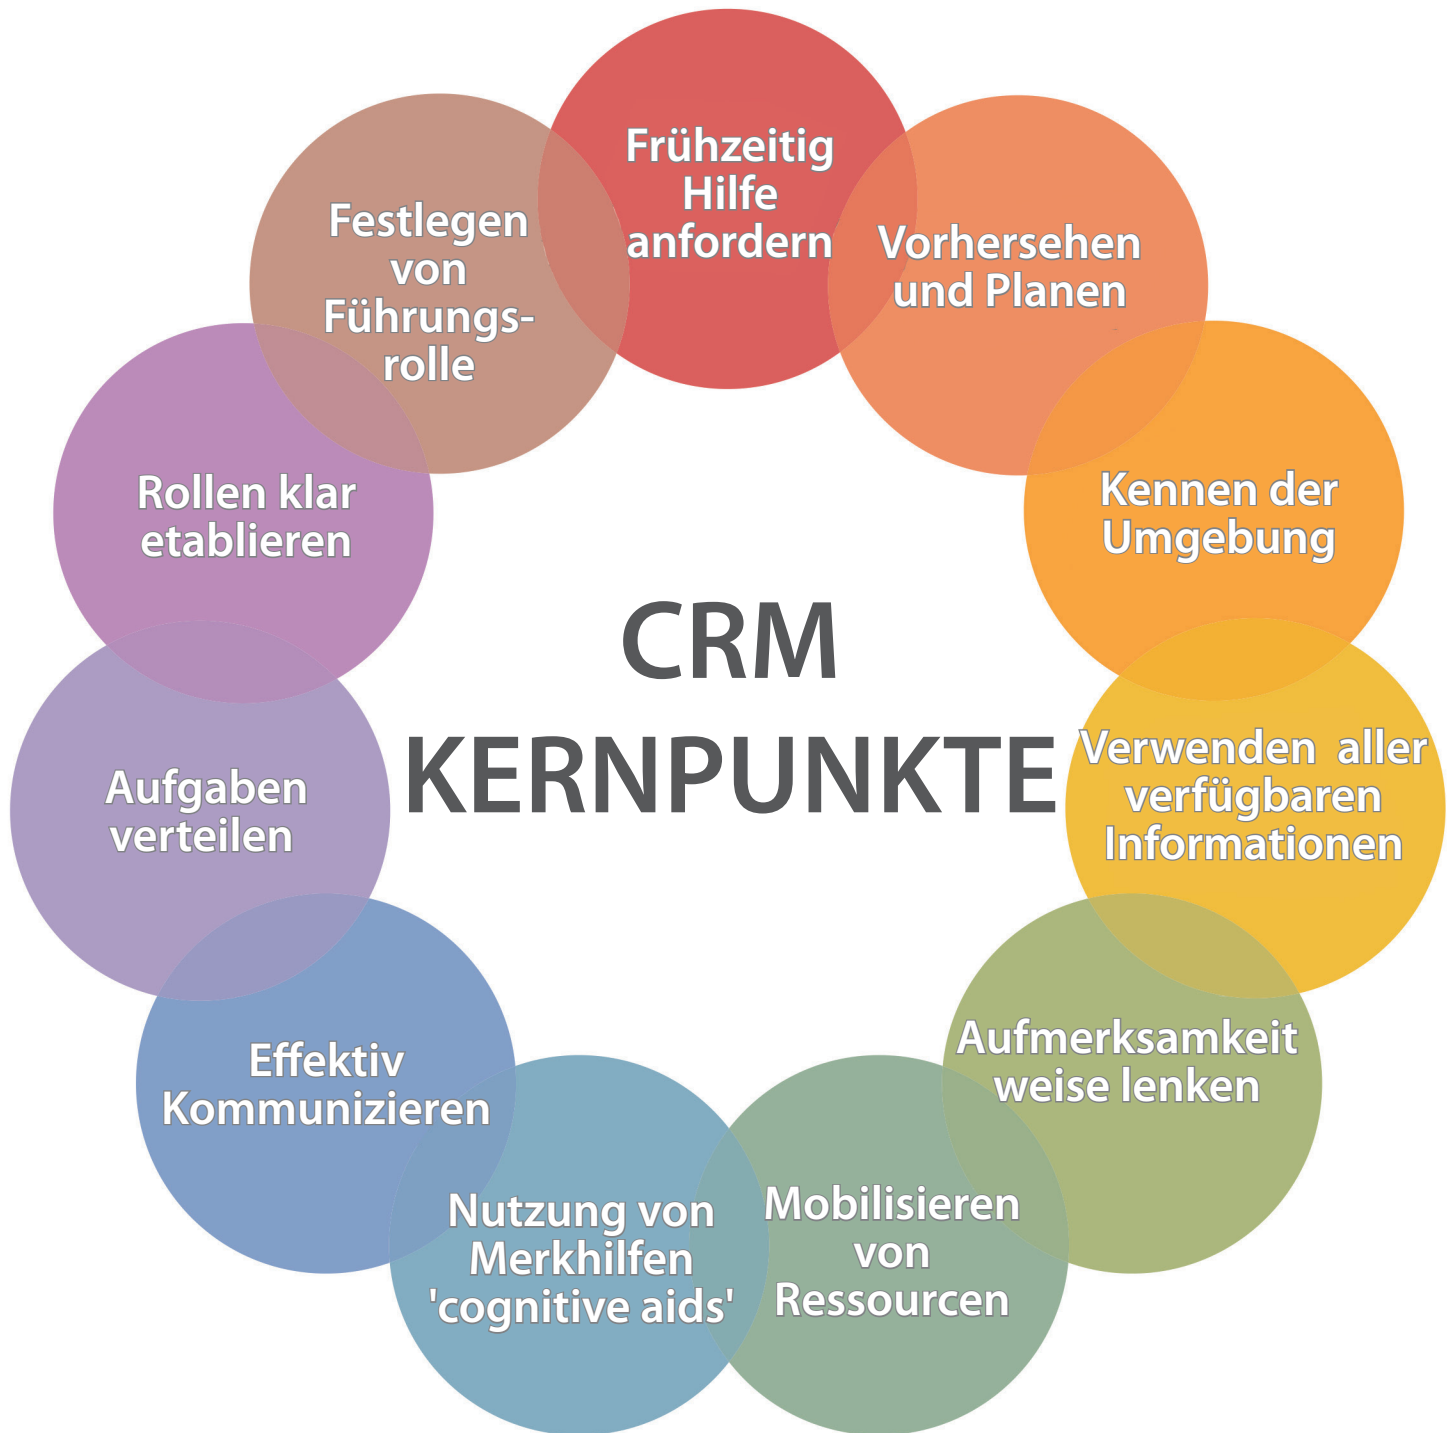 Frühzeitig
Hilfe
anfordern
Vorhersehen
und Planen
Kennen der
Umgebung
Verwenden aller
verfügbaren
Informationen
Aufmerksamkeit
weise lenken
Mobilisieren
von
Ressourcen
Nutzung von
Merkhilfen
'cognitive aids'
Effektiv
Kommunizieren
Aufgaben
verteilen
Rollen klar
etablieren
Festlegen
von
Führungs-
rolle
CRM
KERNPUNKTE